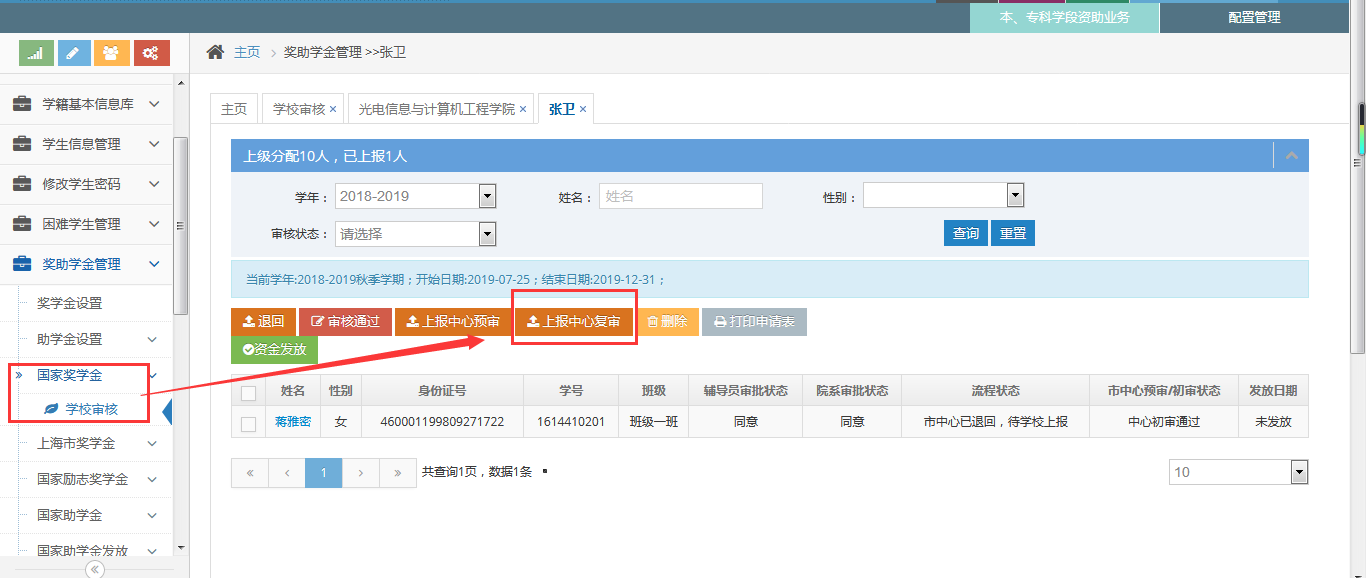 本、专科学段资助业务 配置管理
主页 奖助学金管理 >>张卫
学籍基本信息库
学生信息管理
修改学生密码
困难学生管理
奖助学金管理
奖学金设置
助学金设置
国家奖学金
学校审核
上海市奖学金
国家励志奖学金
国家助学金
国家助学金发放
主页 学校审核 × 光电信息与计算机工程学院 × 张卫 ×
上级分配10人，已上报1人
学年： 2018-2019 姓名： 姓名 性别：
审核状态： 请选择 查询 重置
当前学年:2018-2019秋季学期；开始日期:2019-07-25；结束日期:2019-12-31；
退回 审核通过 上报中心预审 上报中心复审 删除 打印申请表
资金发放
姓名 性别 身份证号 学号 班级 辅导员审批状态 院系审批状态 流程状态 市中心预审/初审状态 发放日期
蒋雅密 女 460001199809271722 1614410201 班级一班 同意 同意 市中心已退回，待学校上报 中心初审通过 未发放
« ‹ 1 › » 共查询1页，数据1条 10